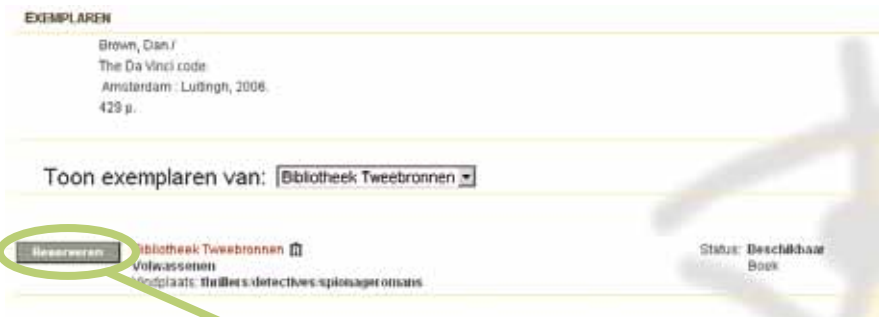 EXEMPLAREN
Brown, Dan /
The Da Vinci code
Amsterdam : Luitingh, 2006.
429 p.
Toon exemplaren van: Bibliotheek Tweebronnen
Reserveren Bibliotheek Tweebronnen Status: Beschikbaar
Volwassenen Boek
Vindplaats: thrillers/detectives/spionageromans